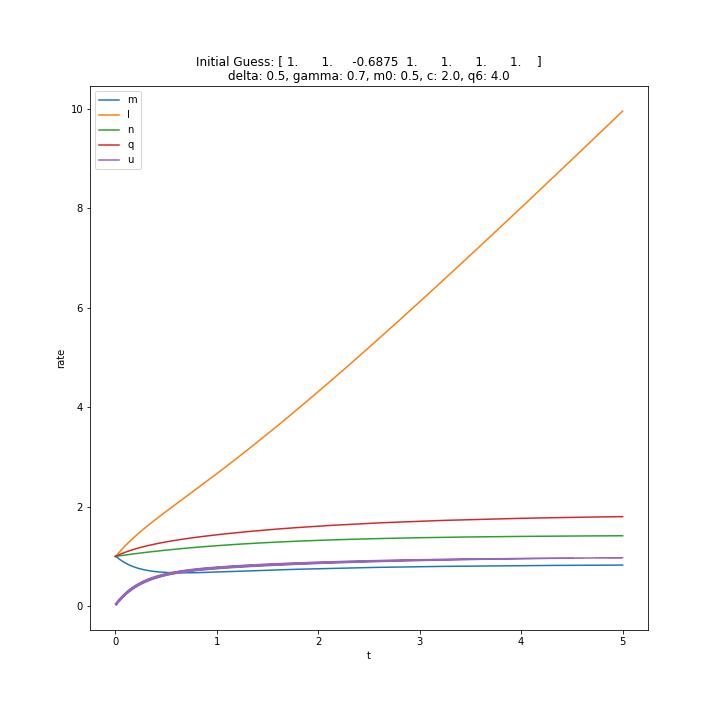 Initial Guess: [ 1. 1. -0.6875 1. 1. 1. 1. ]
delta: 0.5, gamma: 0.7, m0: 0.5, c: 2.0, q6: 4.0
m
l
n
q
u
10
8
6
4
2
0
rate
0 1 2 3 4 5
t